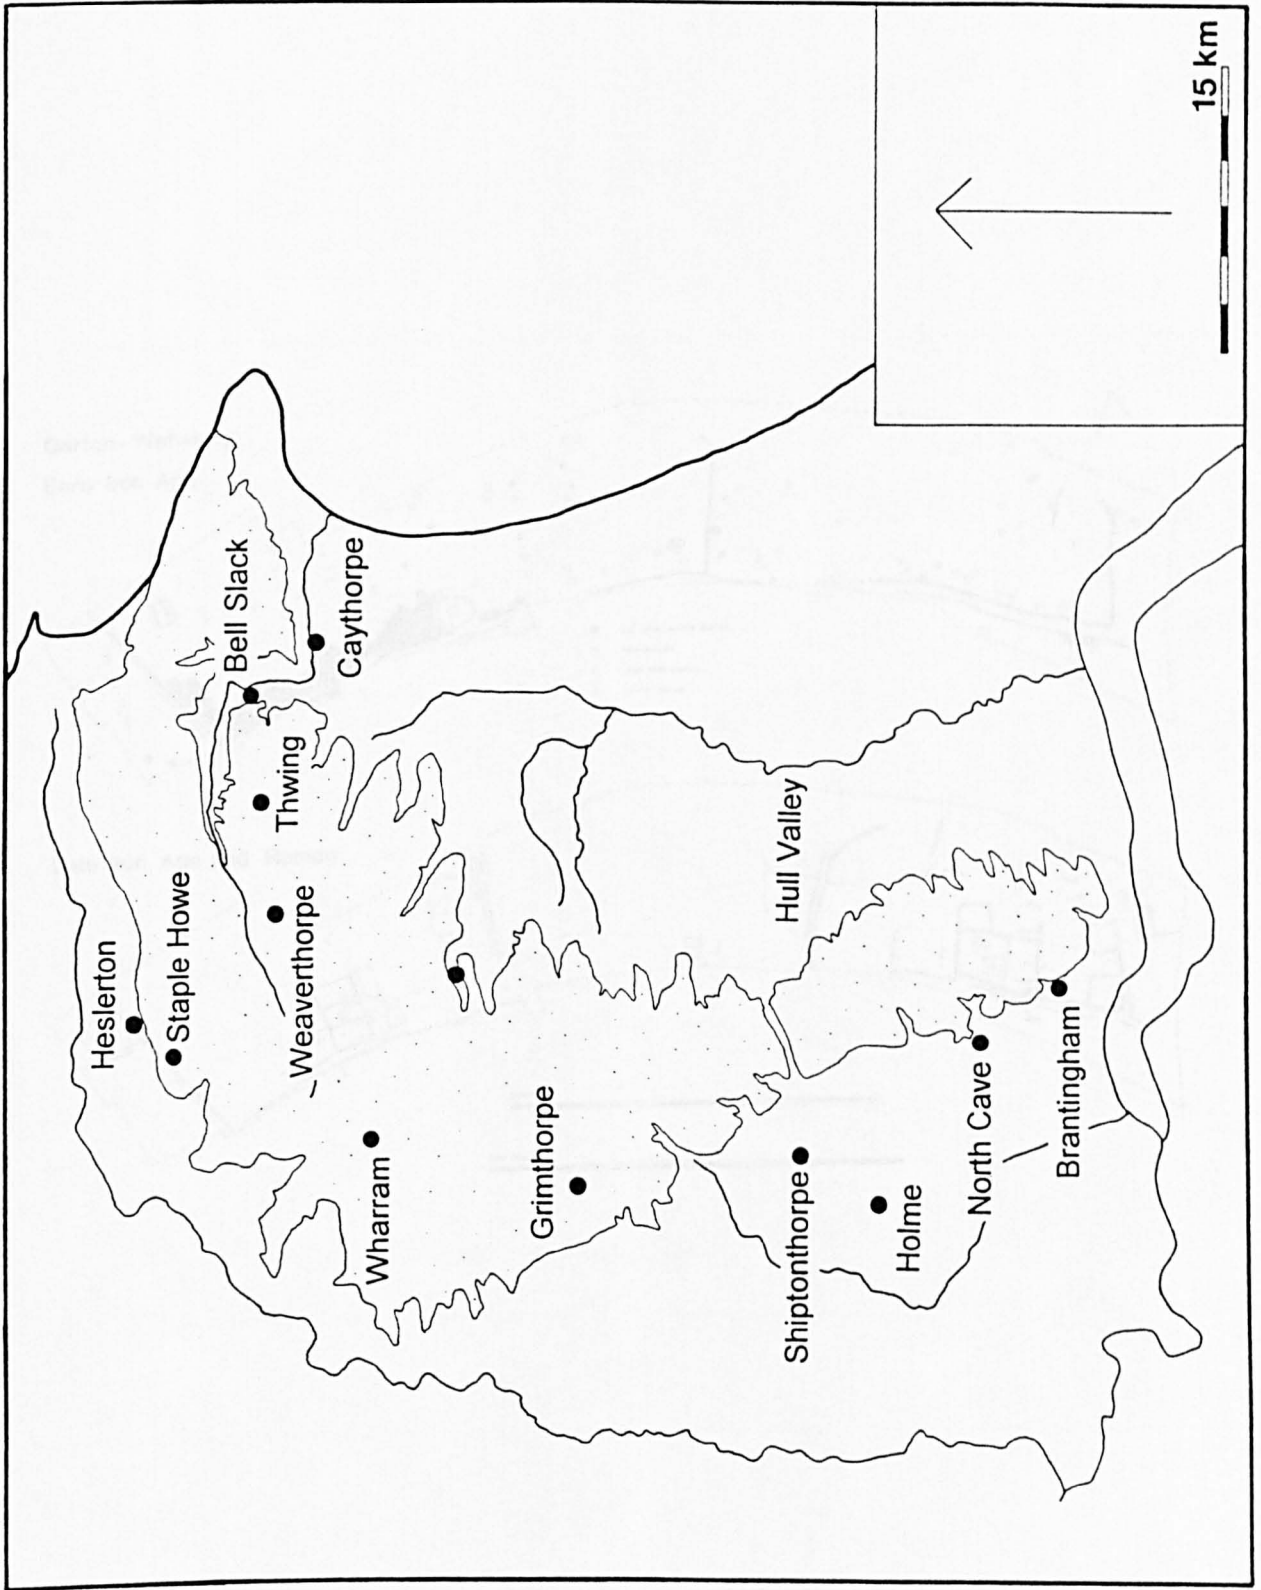 Heslerton
Staple Howe
Bell Slack
Thwing
Weaverthorpe
Caythorpe
Wharram
Grimthorpe
Hull Valley
Shiptonthorpe
Holme
North Cave
Brantingham
15 km